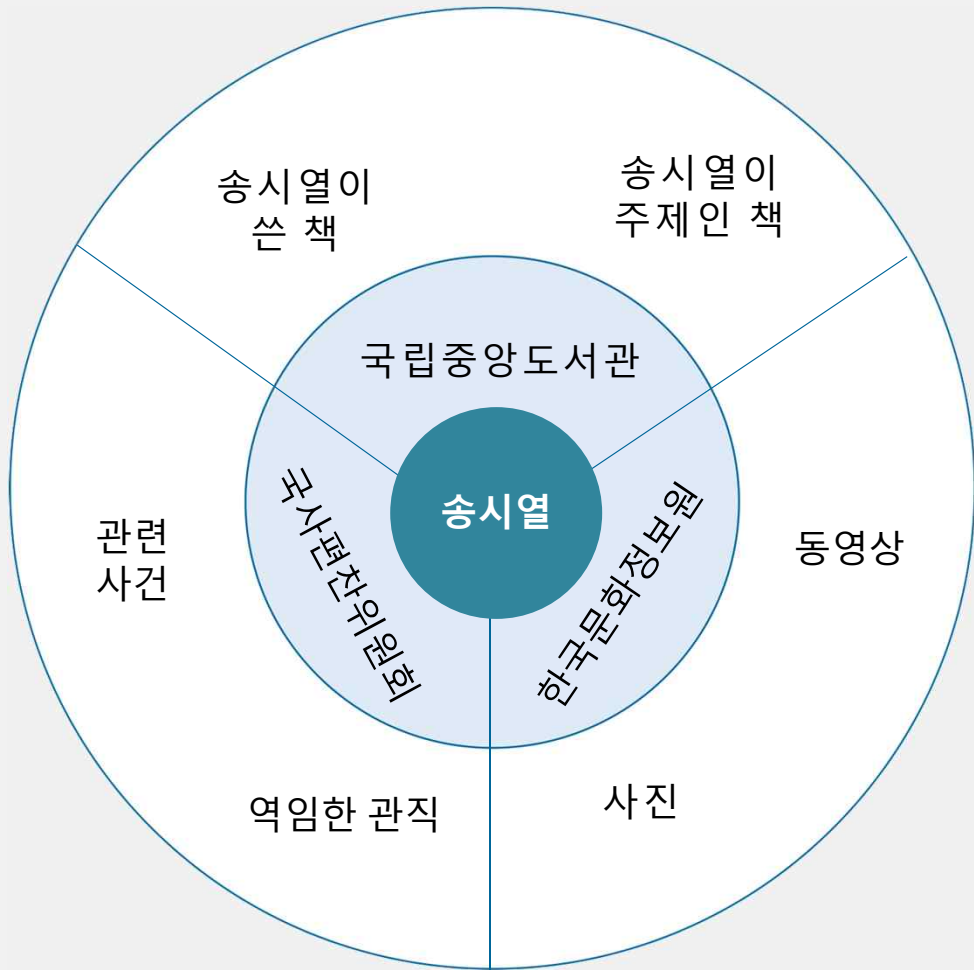 송시열이
쓴 책
송시열이
주제인 책
국립중앙도서관
송시열
국사편찬위원회
한국문화정보원
관련
사건
동영상
역임한 관직
사진